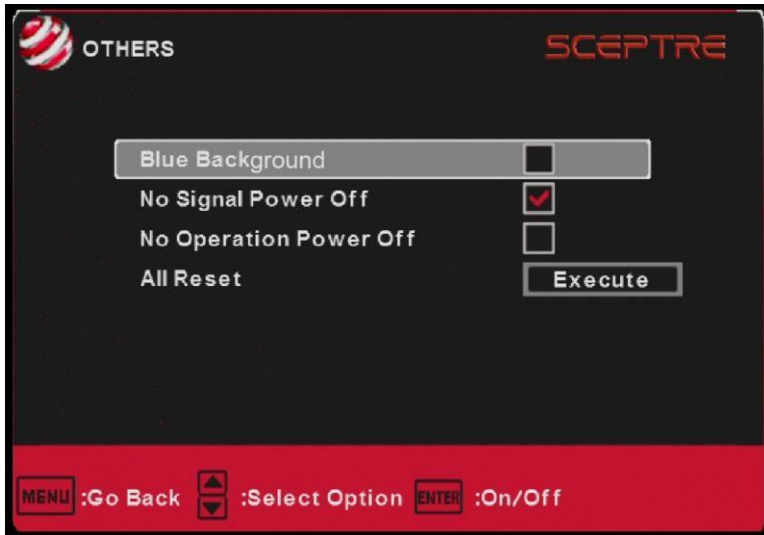 OTHERS SCEPTRE
Blue Background
No Signal Power Off
No Operation Power Off
All Reset Execute
MENU :Go Back :Select Option ENTER :On/Off